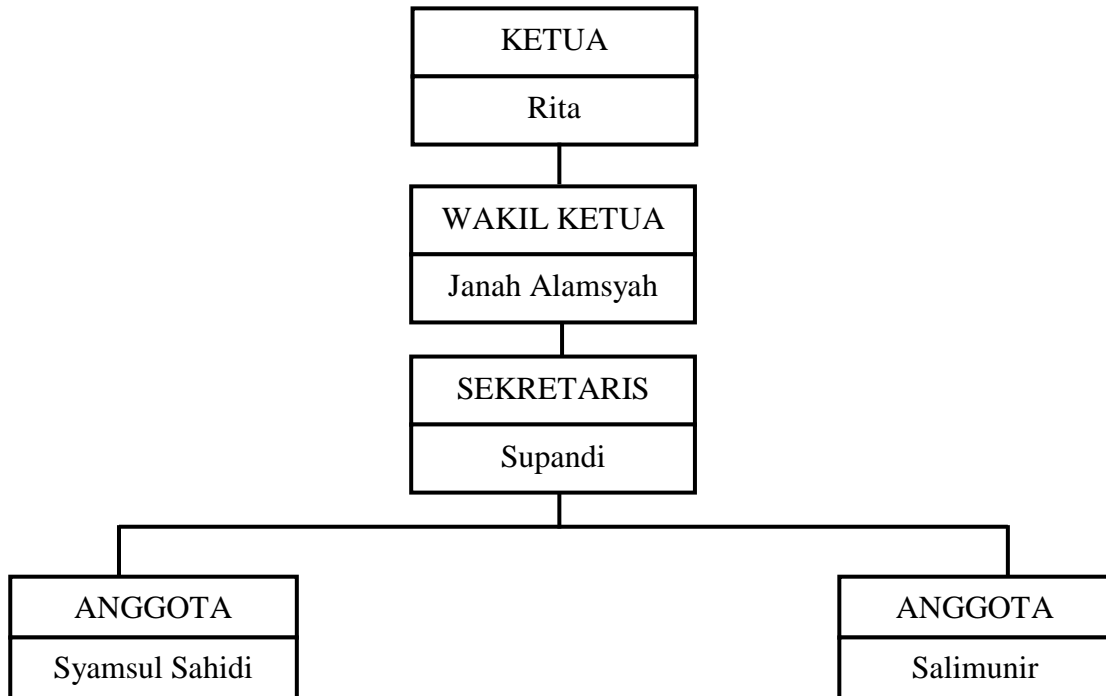 KETUA
Rita
WAKIL KETUA
Janah Alamsyah
SEKRETARIS
Supandi
ANGGOTA
Syamsul Sahidi
ANGGOTA
Salimunir